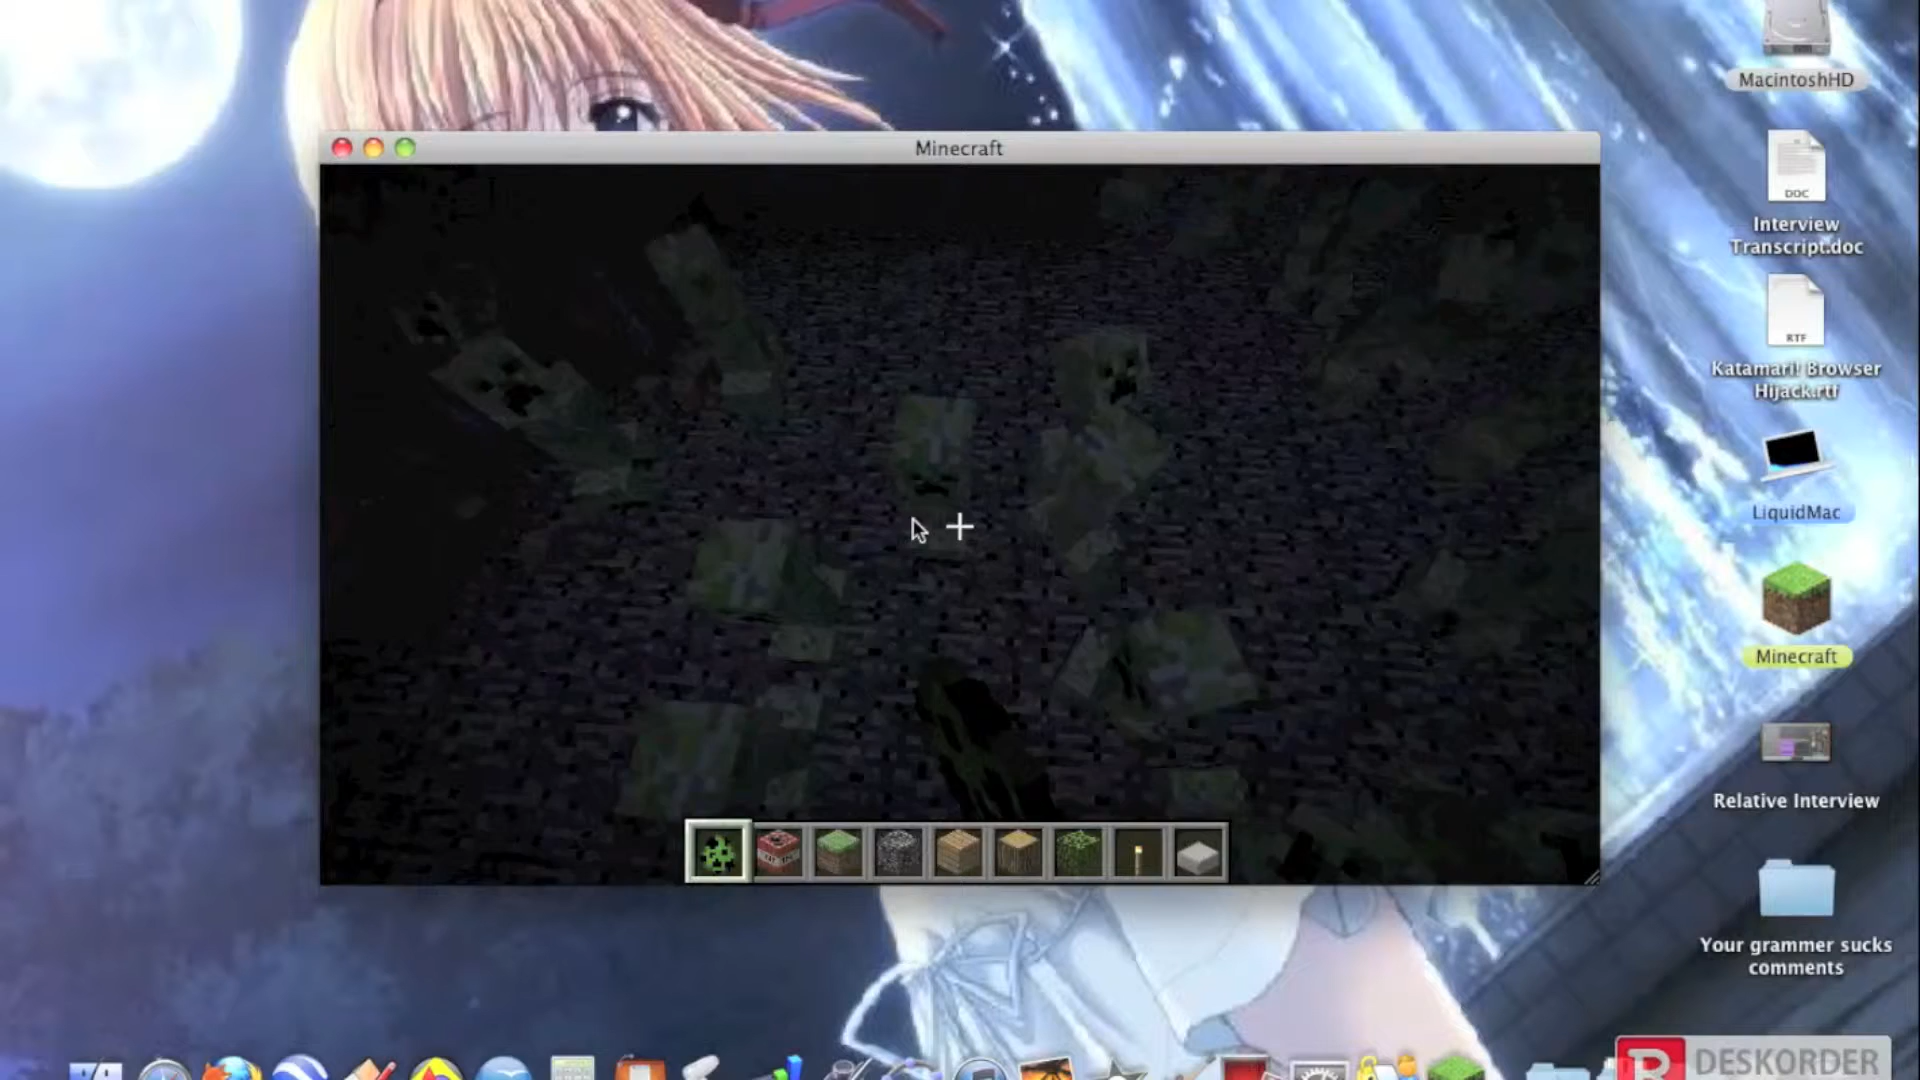 MacintoshHD
Minecraft
DOC
Interview
Transcript.doc
RTF
Katamari! Browser
Hijack.rtf
LiquidMac
Minecraft
Relative Interview
Your grammer sucks
comments
DESKORDER